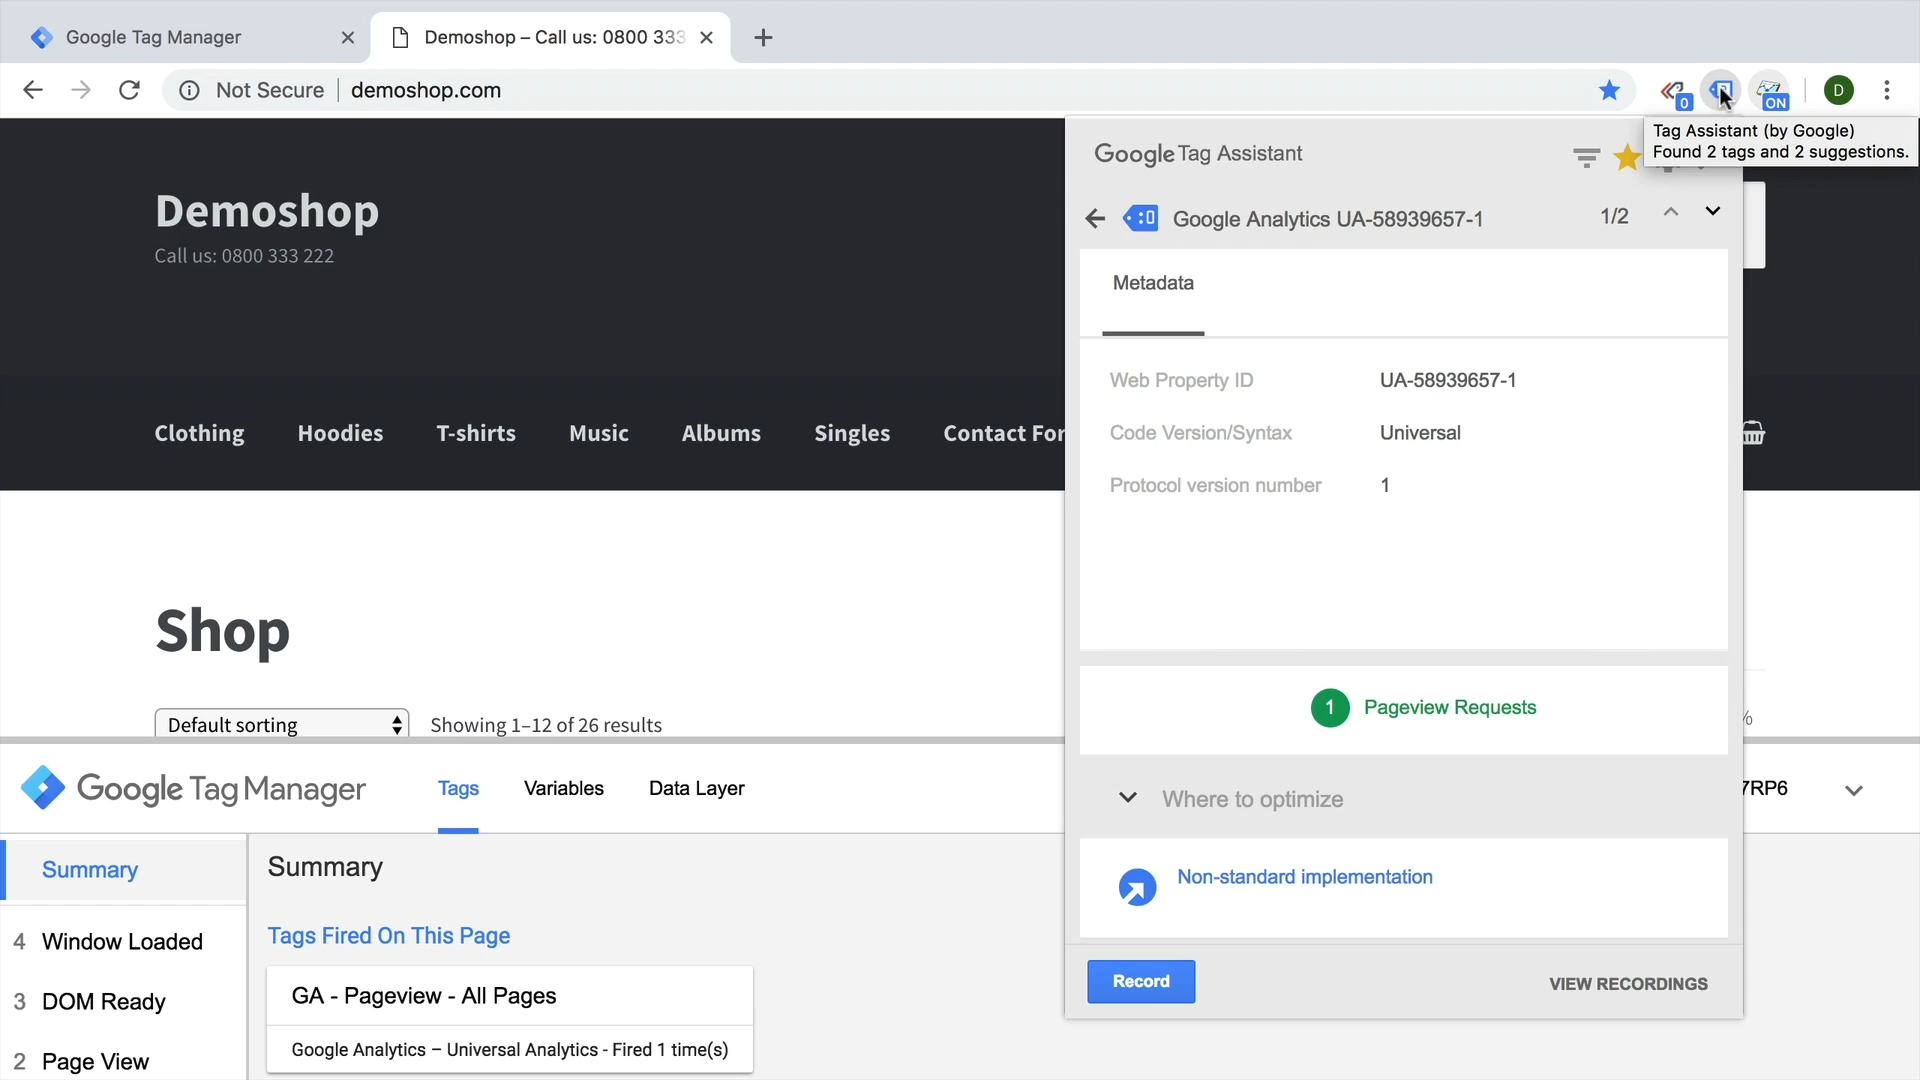 Google Tag Manager
Demoshop – Call us: 0800 333
Not Secure
demoshop.com
0
ON
D
Tag Assistant (by Google)
Found 2 tags and 2 suggestions.
Google Tag Assistant
Google Analytics UA-58939657-1
1/2
Demoshop
Call us: 0800 333 222
Metadata
Web Property ID UA-58939657-1
Code Version/Syntax Universal
Protocol version number 1
Clothing Hoodies T-shirts Music Albums Singles Contact For
Shop
Default sorting
Showing 1–12 of 26 results
1 Pageview Requests
%
Google Tag Manager
Tags Variables Data Layer
7RP6
Where to optimize
Non-standard implementation
Record
VIEW RECORDINGS
Summary
4 Window Loaded
3 DOM Ready
2 Page View
Summary
Tags Fired On This Page
GA - Pageview - All Pages
Google Analytics – Universal Analytics - Fired 1 time(s)